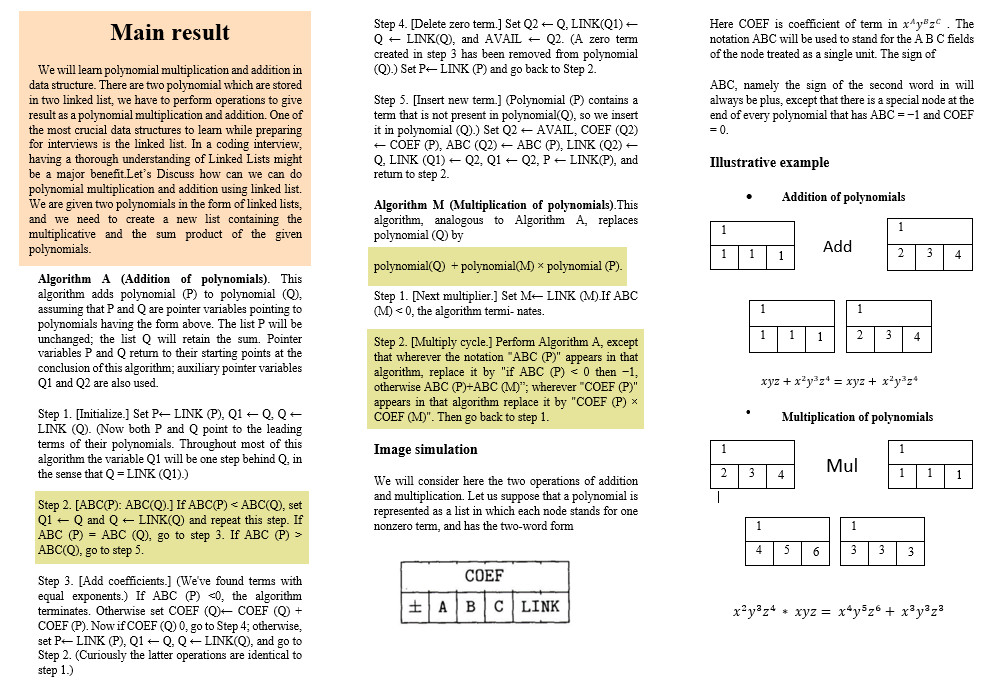 Main result
We will learn polynomial multiplication and addition in
data structure. There are two polynomial which are stored
in two linked list, we have to perform operations to give
result as a polynomial multiplication and addition. One of
the most crucial data structures to learn while preparing
for interviews is the linked list. In a coding interview,
having a thorough understanding of Linked Lists might
be a major benefit.Let's Discuss how can we can do
polynomial multiplication and addition using linked list.
We are given two polynomials in the form of linked lists,
and we need to create a new list containing the
multiplicative and the sum product of the given
polynomials.
Algorithm A (Addition of polynomials). This
algorithm adds polynomial (P) to polynomial (Q),
assuming that P and Q are pointer variables pointing to
polynomials having the form above. The list P will be
unchanged; the list Q will retain the sum. Pointer
variables P and Q return to their starting points at the
conclusion of this algorithm; auxiliary pointer variables
Q1 and Q2 are also used.
Step 1. [Initialize.] Set P← LINK (P), Q1 ← Q, Q ←
LINK (Q). (Now both P and Q point to the leading
terms of their polynomials. Throughout most of this
algorithm the variable Q1 will be one step behind Q, in
the sense that Q = LINK (Q1).)
Step 2. [ABC(P): ABC(Q).] If ABC(P) < ABC(Q), set
Q1 ← Q and Q ← LINK(Q) and repeat this step. If
ABC (P) = ABC (Q), go to step 3. If ABC (P) >
ABC(Q), go to step 5.
Step 3. [Add coefficients.] (We've found terms with
equal exponents.) If ABC (P) <0, the algorithm
terminates. Otherwise set COEF (Q)← COEF (Q) +
COEF (P). Now if COEF (Q) 0, go to Step 4; otherwise,
set P← LINK (P), Q1 ← Q, Q ← LINK(Q), and go to
Step 2. (Curiously the latter operations are identical to
step 1.)
Step 4. [Delete zero term.] Set Q2 ← Q, LINK(Q1) ←
Q ← LINK(Q), and AVAIL ← Q2. (A zero term
created in step 3 has been removed from polynomial
(Q).) Set P← LINK (P) and go back to Step 2.
Step 5. [Insert new term.] (Polynomial (P) contains a
term that is not present in polynomial(Q), so we insert
it in polynomial (Q).) Set Q2 ← AVAIL, COEF (Q2)
← COEF (P), ABC (Q2) ← ABC (P), LINK (Q2) ←
Q, LINK (Q1) ← Q2, Q1 ← Q2, P ← LINK(P), and
return to step 2.
Algorithm M (Multiplication of polynomials).This
algorithm, analogous to Algorithm A, replaces
polynomial (Q) by
polynomial(Q) + polynomial(M) × polynomial (P).
Step 1. [Next multiplier.] Set M← LINK (M).If ABC
(M) < 0, the algorithm termi- nates.
Step 2. [Multiply cycle.] Perform Algorithm A, except
that wherever the notation "ABC (P)" appears in that
algorithm, replace it by "if ABC (P) < 0 then −1,
otherwise ABC (P)+ABC (M)"; wherever "COEF (P)"
appears in that algorithm replace it by "COEF (P) ×
COEF (M)". Then go back to step 1.
Image simulation
We will consider here the two operations of addition
and multiplication. Let us suppose that a polynomial is
represented as a list in which each node stands for one
nonzero term, and has the two-word form
COEF
± A B C LINK
Here COEF is coefficient of term in xᴬyᴮzᶜ . The
notation ABC will be used to stand for the A B C fields
of the node treated as a single unit. The sign of
ABC, namely the sign of the second word in will
always be plus, except that there is a special node at the
end of every polynomial that has ABC = −1 and COEF
= 0.
Illustrative example
• Addition of polynomials
1 1
1 1 1 Add 2 3 4
1 1
1 1 1 2 3 4
xyz + x²y³z⁴ = xyz + x²y³z⁴
• Multiplication of polynomials
1 1
2 3 4 Mul 1 1 1
1 1
4 5 6 3 3 3
x²y³z⁴ * xyz = x⁴y⁵z⁶ + x³y³z³